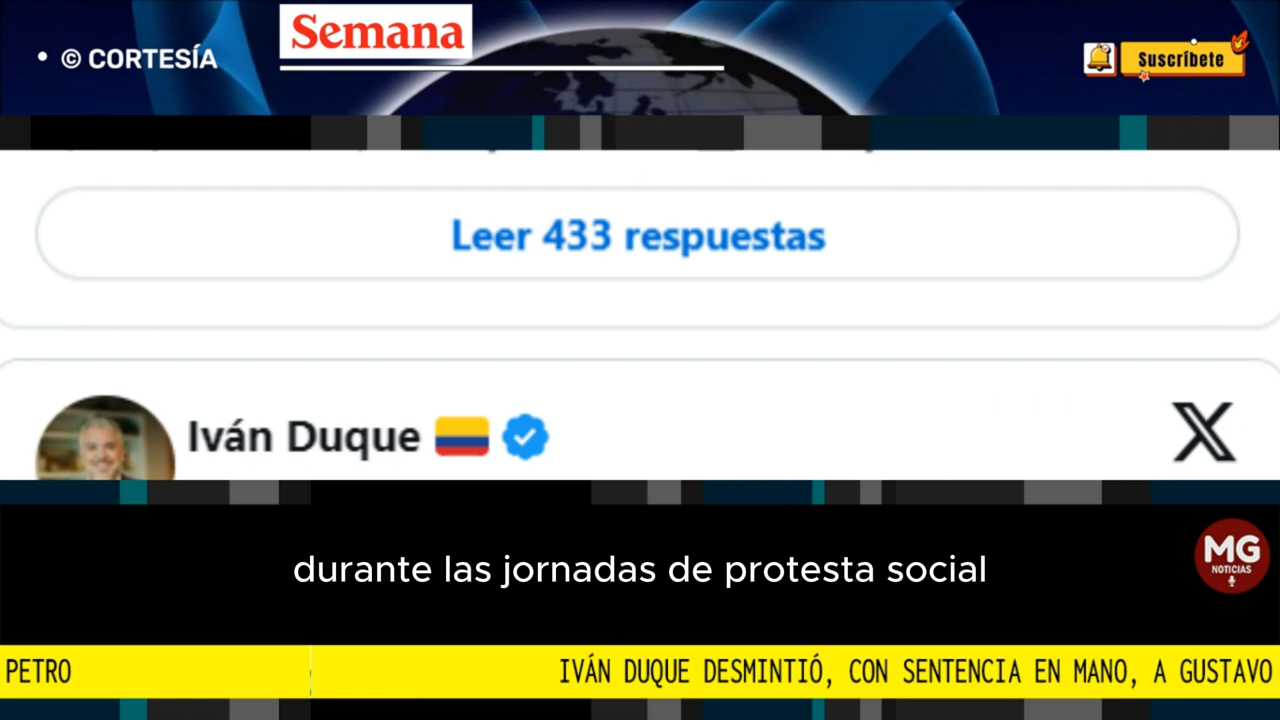 © CORTESÍA
Semana
Suscríbete
Leer 433 respuestas
Iván Duque
durante las jornadas de protesta social
MG
NOTICIAS
PETRO
IVÁN DUQUE DESMINTIÓ, CON SENTENCIA EN MANO, A GUSTAVO